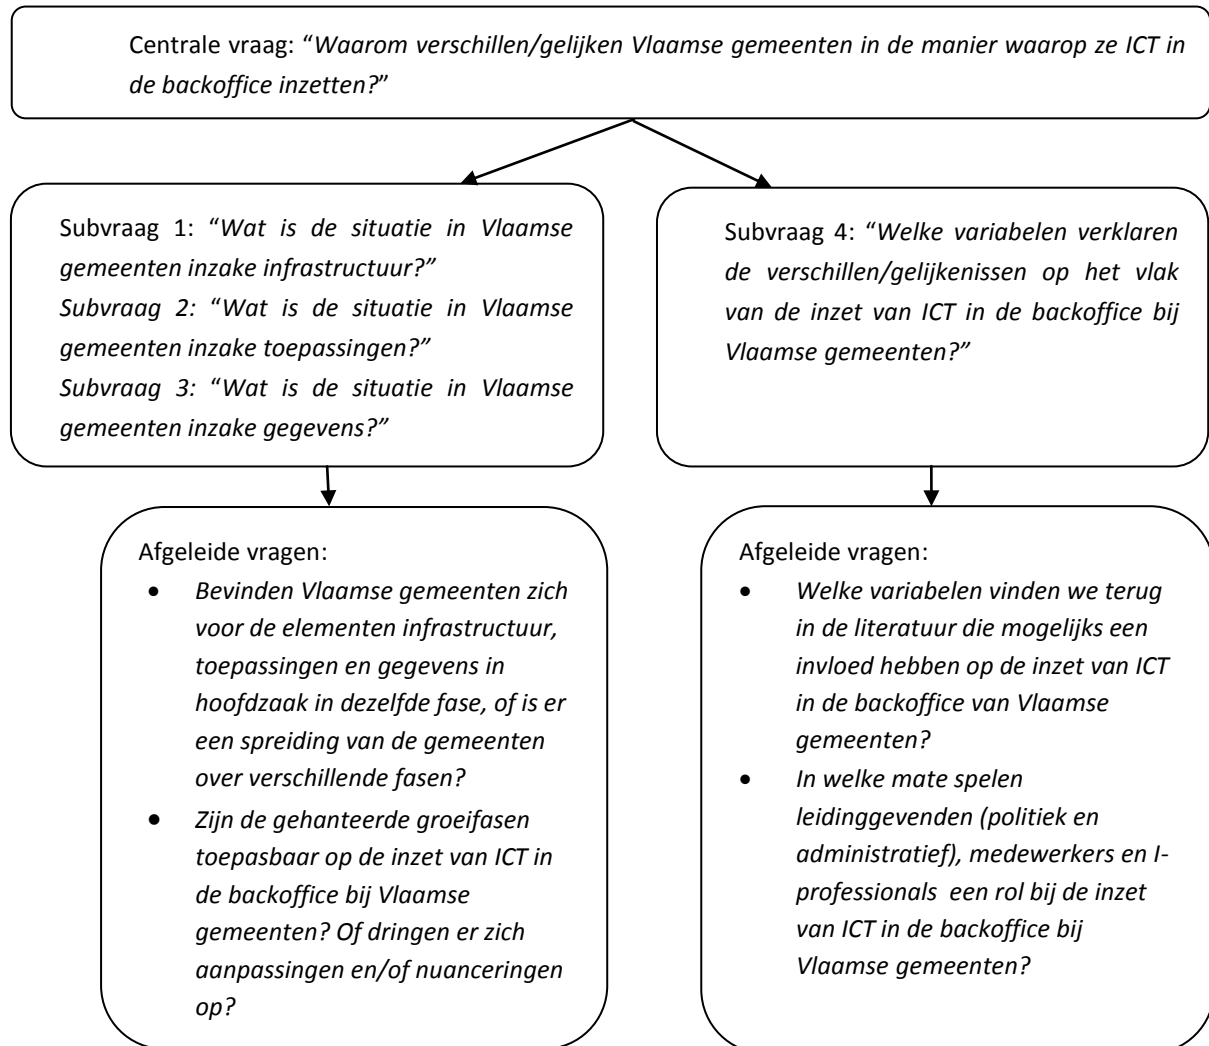 Centrale vraag: “Waarom verschillen/gelijken Vlaamse gemeenten in de manier waarop ze ICT in
de backoffice inzetten?”
Subvraag 1: “Wat is de situatie in Vlaamse
gemeenten inzake infrastructuur?”
Subvraag 2: “Wat is de situatie in Vlaamse
gemeenten inzake toepassingen?”
Subvraag 3: “Wat is de situatie in Vlaamse
gemeenten inzake gegevens?”
Subvraag 4: “Welke variabelen verklaren
de verschillen/gelijkenissen op het vlak
van de inzet van ICT in de backoffice bij
Vlaamse gemeenten?”
Afgeleide vragen:
• Bevinden Vlaamse gemeenten zich
voor de elementen infrastructuur,
toepassingen en gegevens in
hoofdzaak in dezelfde fase, of is er
een spreiding van de gemeenten
over verschillende fasen?
• Zijn de gehanteerde groeifasen
toepasbaar op de inzet van ICT in
de backoffice bij Vlaamse
gemeenten? Of dringen er zich
aanpassingen en/of nuanceringen
op?
Afgeleide vragen:
• Welke variabelen vinden we terug
in de literatuur die mogelijks een
invloed hebben op de inzet van ICT
in de backoffice van Vlaamse
gemeenten?
• In welke mate spelen
leidinggevenden (politiek en
administratief), medewerkers en I-
professionals een rol bij de inzet
van ICT in de backoffice bij
Vlaamse gemeenten?